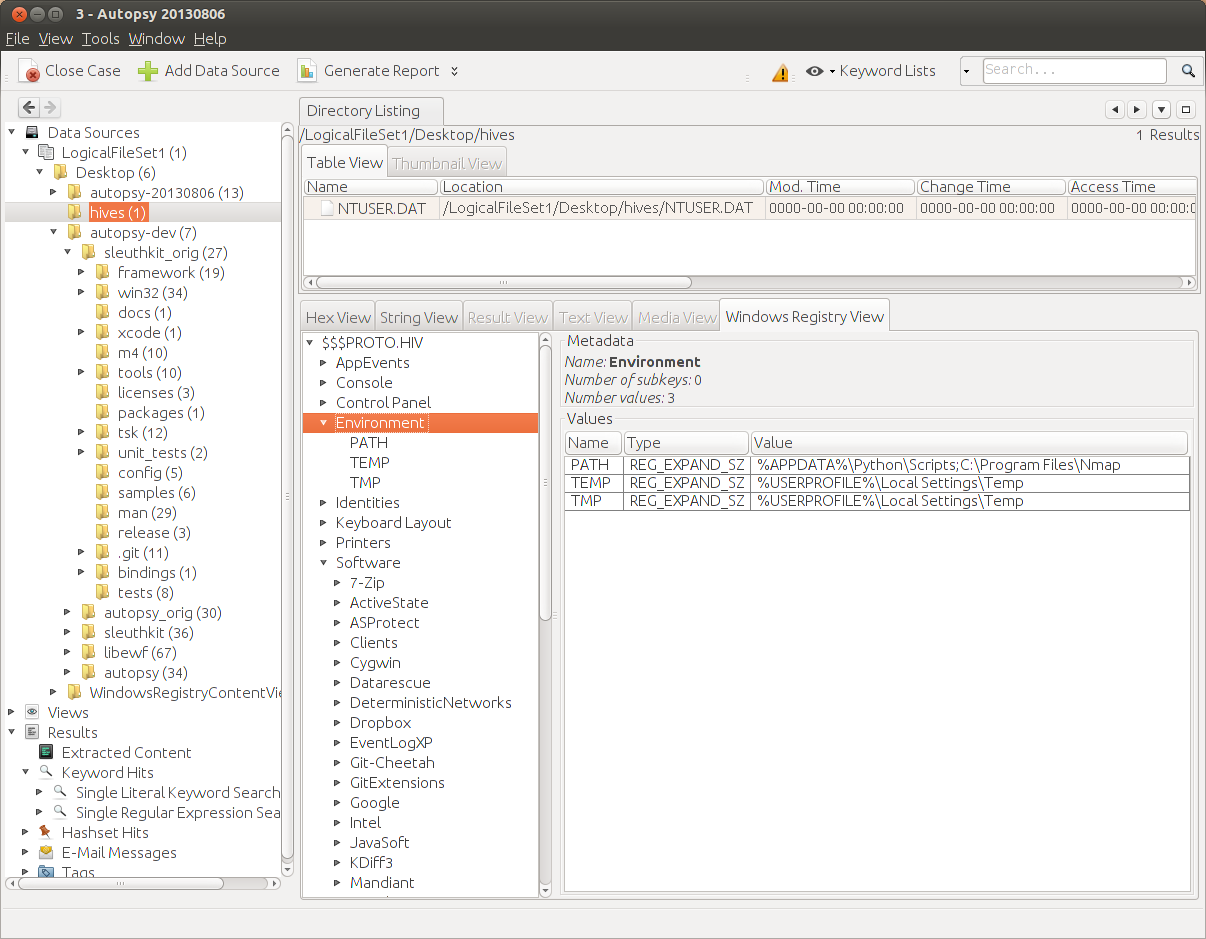 3 - Autopsy 20130806
File View Tools Window Help
Close Case Add Data Source Generate Report Keyword Lists Search...
Data Sources
LogicalFileSet1 (1)
Desktop (6)
autopsy-20130806 (13)
hives (1)
autopsy-dev (7)
sleuthkit_orig (27)
framework (19)
win32 (34)
docs (1)
xcode (1)
m4 (10)
tools (10)
licenses (3)
packages (1)
tsk (12)
unit_tests (2)
config (5)
samples (6)
man (29)
release (3)
.git (11)
bindings (1)
tests (8)
autopsy_orig (30)
sleuthkit (36)
libewf (67)
autopsy (34)
WindowsRegistryContentVie
Views
Results
Extracted Content
Keyword Hits
Single Literal Keyword Search
Single Regular Expression Sea
Hashset Hits
E-Mail Messages
Tags
Directory Listing
/LogicalFileSet1/Desktop/hives 1 Results
Table View Thumbnail View
Name Location Mod. Time Change Time Access Time
NTUSER.DAT /LogicalFileSet1/Desktop/hives/NTUSER.DAT 0000-00-00 00:00:00 0000-00-00 00:00:00 0000-00-00 00:00:0
Hex View String View Result View Text View Media View Windows Registry View
$$$PROTO.HIV
AppEvents
Console
Control Panel
Environment
PATH
TEMP
TMP
Identities
Keyboard Layout
Printers
Software
7-Zip
ActiveState
ASProtect
Clients
Cygwin
Datarescue
DeterministicNetworks
Dropbox
EventLogXP
Git-Cheetah
GitExtensions
Google
Intel
JavaSoft
KDiff3
Mandiant
Metadata
Name: Environment
Number of subkeys: 0
Number values: 3
Values
Name Type Value
PATH REG_EXPAND_SZ %APPDATA%\Python\Scripts;C:\Program Files\Nmap
TEMP REG_EXPAND_SZ %USERPROFILE%\Local Settings\Temp
TMP REG_EXPAND_SZ %USERPROFILE%\Local Settings\Temp